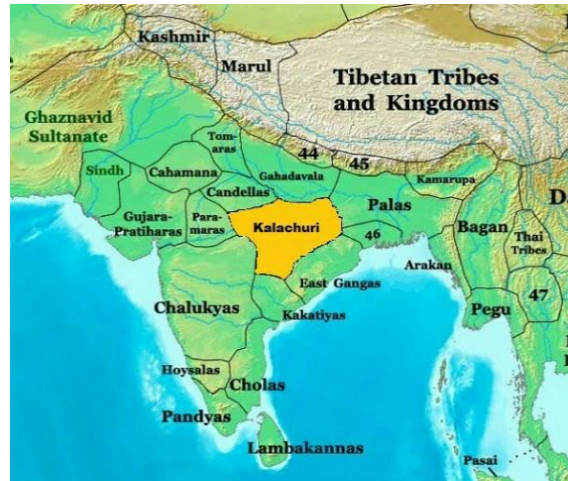 Kashmir
Marul
Tibetan Tribes
and Kingdoms
Ghaznavid
Sultanate
Tom-
aras
44
45
Sindh
Cahamana
Gahadavala
Kamarupa
Candellas
Palas
Gujara-
Pratiharas
Para-
maras
Kalachuri
46
Bagan
Thai
Tribes
Arakan
East Gangas
47
Chalukyas
Kakatiyas
Pegu
Hoysalas
Cholas
Pandyas
Lambakannas
Pasai